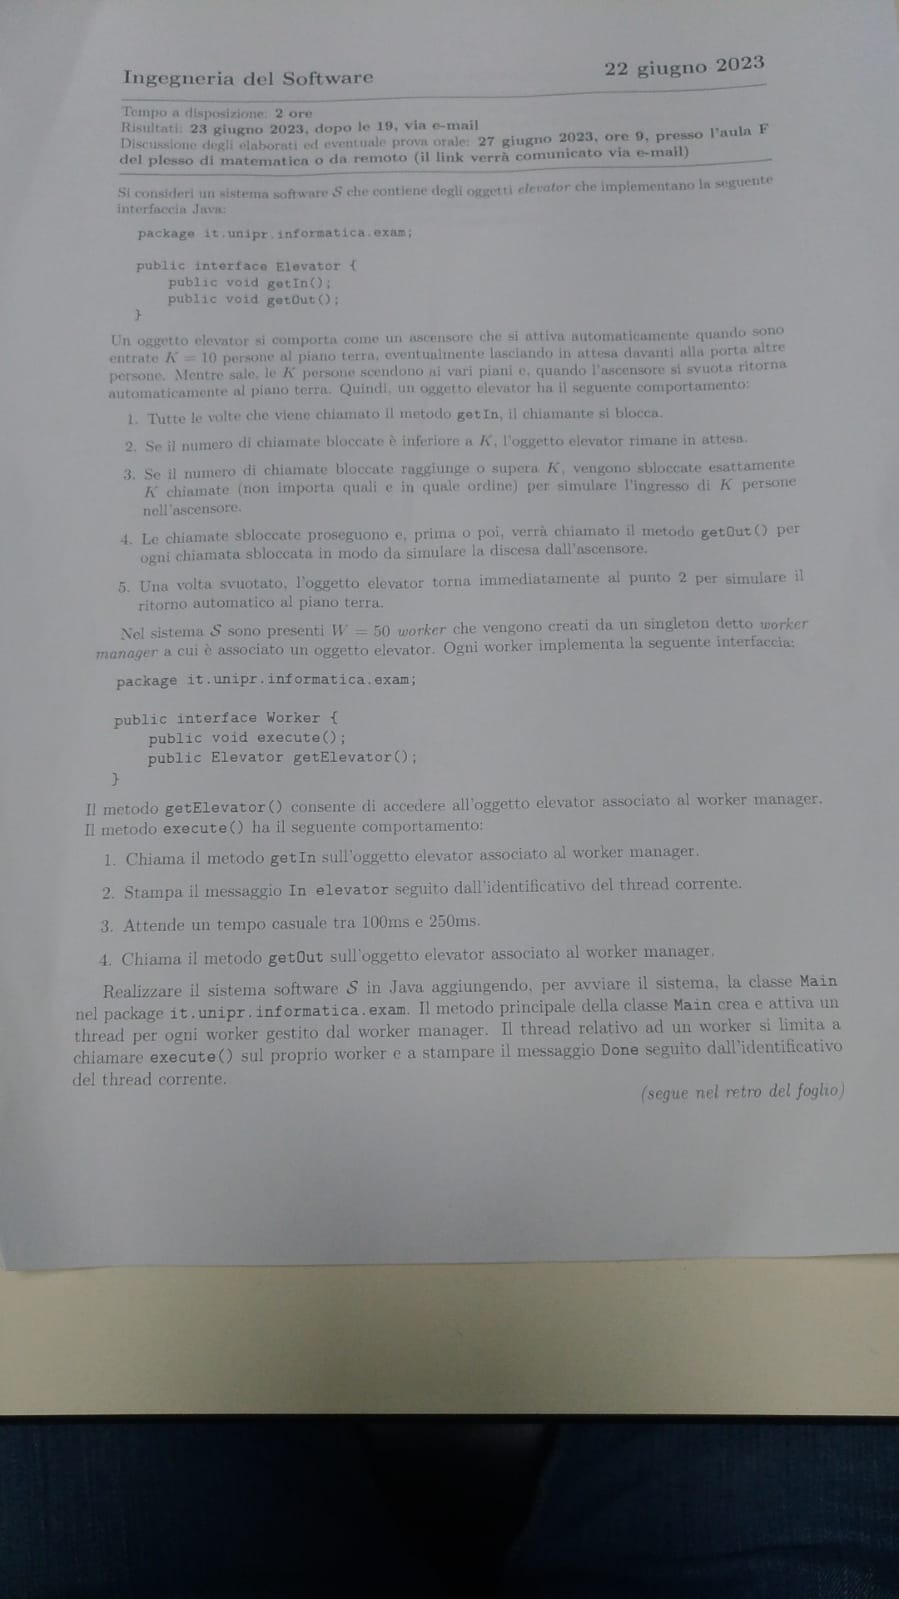 Ingegneria del Software 22 giugno 2023
Tempo a disposizione: 2 ore
Risultati: 23 giugno 2023, dopo le 19, via e-mail
Discussione degli elaborati ed eventuale prova orale: 27 giugno 2023, ore 9, presso l'aula F
del plesso di matematica o da remoto (il link verrà comunicato via e-mail)
Si consideri un sistema software S che contiene degli oggetti elevator che implementano la seguente
interfaccia Java:
package it.unipr.informatica.exam;
public interface Elevator {
public void getIn();
public void getOut();
}
Un oggetto elevator si comporta come un ascensore che si attiva automaticamente quando sono
entrate K = 10 persone al piano terra, eventualmente lasciando in attesa davanti alla porta altre
persone. Mentre sale, le K persone scendono ai vari piani e, quando l'ascensore si svuota ritorna
automaticamente al piano terra. Quindi, un oggetto elevator ha il seguente comportamento:
1. Tutte le volte che viene chiamato il metodo getIn, il chiamante si blocca.
2. Se il numero di chiamate bloccate è inferiore a K, l'oggetto elevator rimane in attesa.
3. Se il numero di chiamate bloccate raggiunge o supera K, vengono sbloccate esattamente
K chiamate (non importa quali e in quale ordine) per simulare l'ingresso di K persone
nell'ascensore.
4. Le chiamate sbloccate proseguono e, prima o poi, verrà chiamato il metodo getOut() per
ogni chiamata sbloccata in modo da simulare la discesa dall'ascensore.
5. Una volta svuotato, l'oggetto elevator torna immediatamente al punto 2 per simulare il
ritorno automatico al piano terra.
Nel sistema S sono presenti W = 50 worker che vengono creati da un singleton detto worker
manager a cui è associato un oggetto elevator. Ogni worker implementa la seguente interfaccia:
package it.unipr.informatica.exam;
public interface Worker {
public void execute();
public Elevator getElevator();
}
Il metodo getElevator() consente di accedere all'oggetto elevator associato al worker manager.
Il metodo execute() ha il seguente comportamento:
1. Chiama il metodo getIn sull'oggetto elevator associato al worker manager.
2. Stampa il messaggio In elevator seguito dall'identificativo del thread corrente.
3. Attende un tempo casuale tra 100ms e 250ms.
4. Chiama il metodo getOut sull'oggetto elevator associato al worker manager.
Realizzare il sistema software S in Java aggiungendo, per avviare il sistema, la classe Main
nel package it.unipr.informatica.exam. Il metodo principale della classe Main crea e attiva un
thread per ogni worker gestito dal worker manager. Il thread relativo ad un worker si limita a
chiamare execute() sul proprio worker e a stampare il messaggio Done seguito dall'identificativo
del thread corrente.
(segue nel retro del foglio)